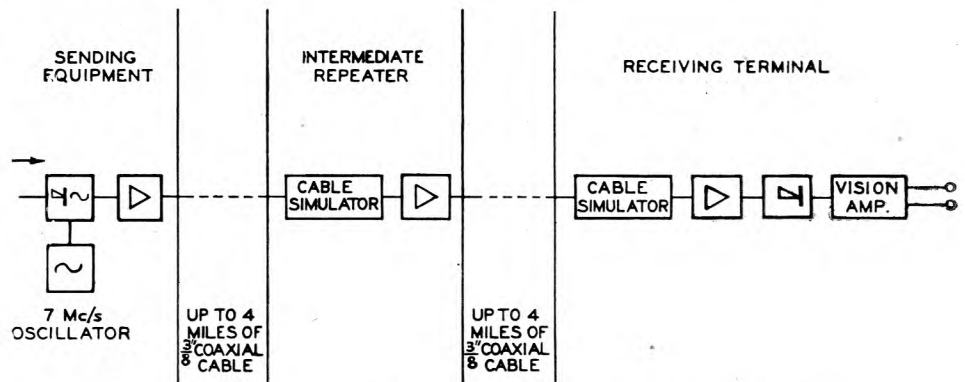 SENDING
EQUIPMENT
INTERMEDIATE
REPEATER
RECEIVING TERMINAL
CABLE
SIMULATOR
CABLE
SIMULATOR
VISION
AMP.
7 Mc/s
OSCILLATOR
UP TO 4
MILES OF
3/8" COAXIAL
CABLE
UP TO 4
MILES OF
3/8" COAXIAL
CABLE